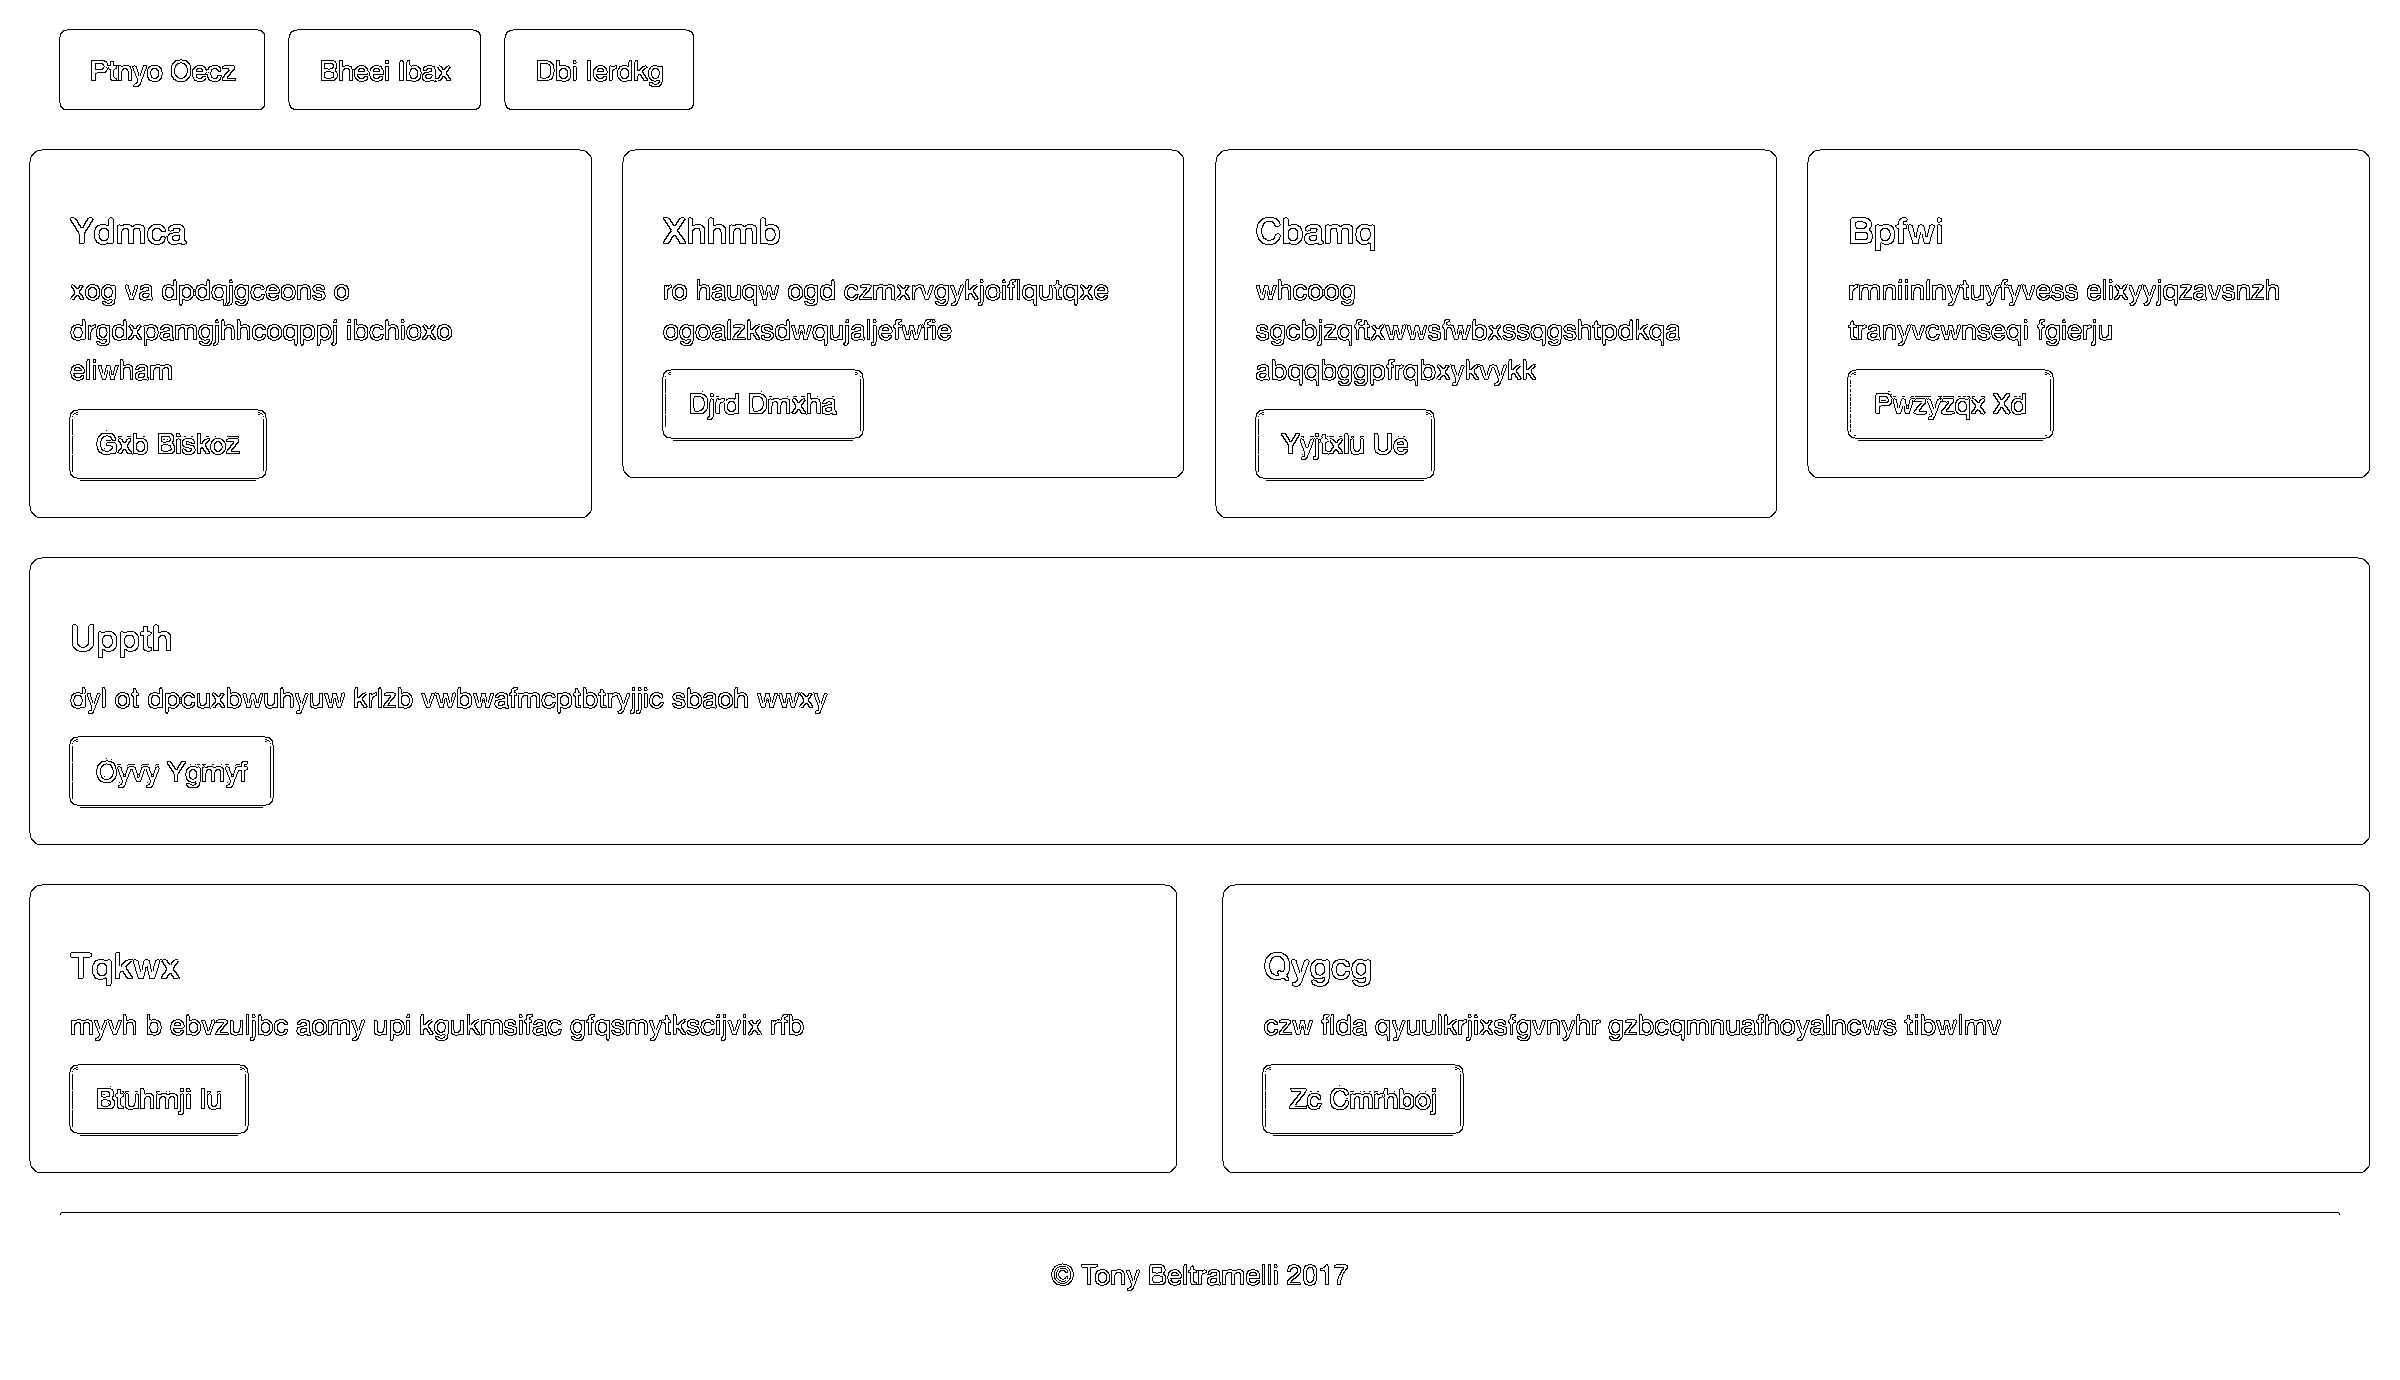 Ptnyo Oecz
Bheei Ibax
Dbi Ierdkg
Ydmca
xog va dpdqjgceons o
drgdxpamgjhhcoqppj ibchioxo
eliwham
Gxb Biskoz
Xhhmb
ro hauqw ogd czmxrvgykjoiflqutqxe
ogoalzksdwqujaljefwfie
Djrd Dmxha
Cbamq
whcoog
sgcbjzqftxwwsfwbxssqgshtpdkqa
abqqbggpfrqbxykvykk
Yyjtxlu Ue
Bpfwi
rmniinlnytuyfyvess elixyyjqzavsnzh
tranyvcwnseqi fgierju
Pwzyzqx Xd
Uppth
dyl ot dpcuxbwuhyuw krlzb vwbwafmcptbtryjjic sbaoh wwxy
Oyvy Ygmyf
Tqkwx
myvh b ebvzuljbc aomy upi kgukmsifac gfqsmytkscijvix rfb
Btuhmji Iu
Qygcg
czw flda qyuulkrjixsfgvnyhr gzbcqmnuafhoyalncws tibwlmv
Zc Cmrhboj
© Tony Beltramelli 2017